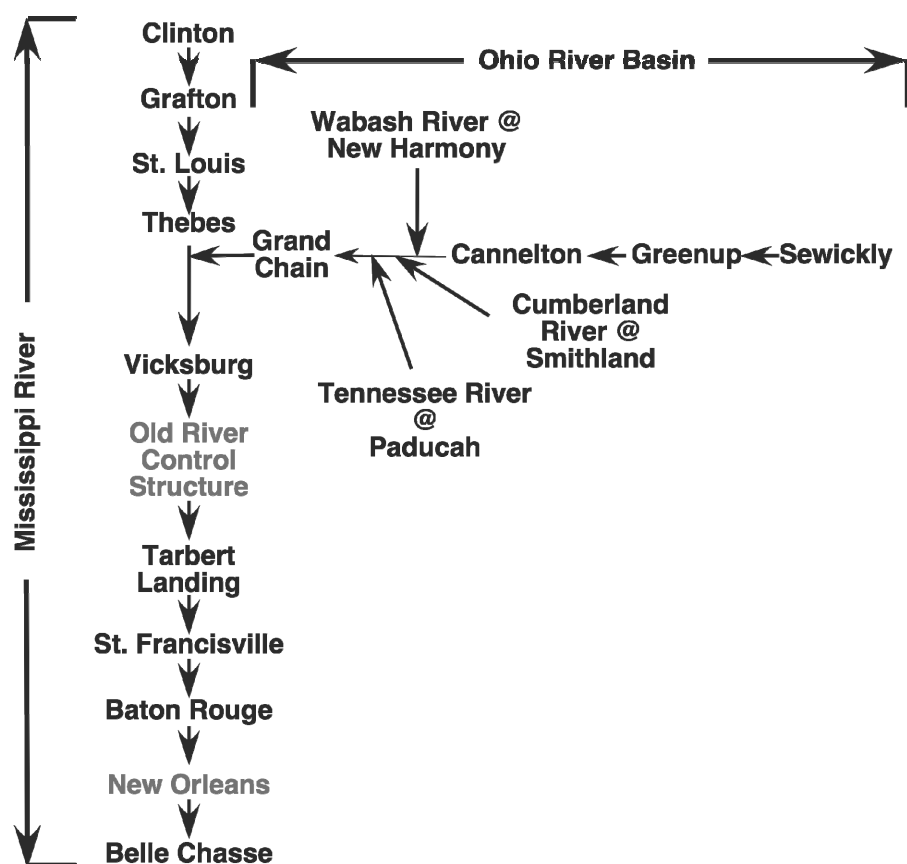 Clinton
Ohio River Basin
Grafton
Wabash River @
New Harmony
St. Louis
Thebes
Grand
Chain
Cannelton
Greenup
Sewickly
Cumberland
River @
Smithland
Mississippi River
Vicksburg
Tennessee River
@
Paducah
Old River
Control
Structure
Tarbert
Landing
St. Francisville
Baton Rouge
New Orleans
Belle Chasse